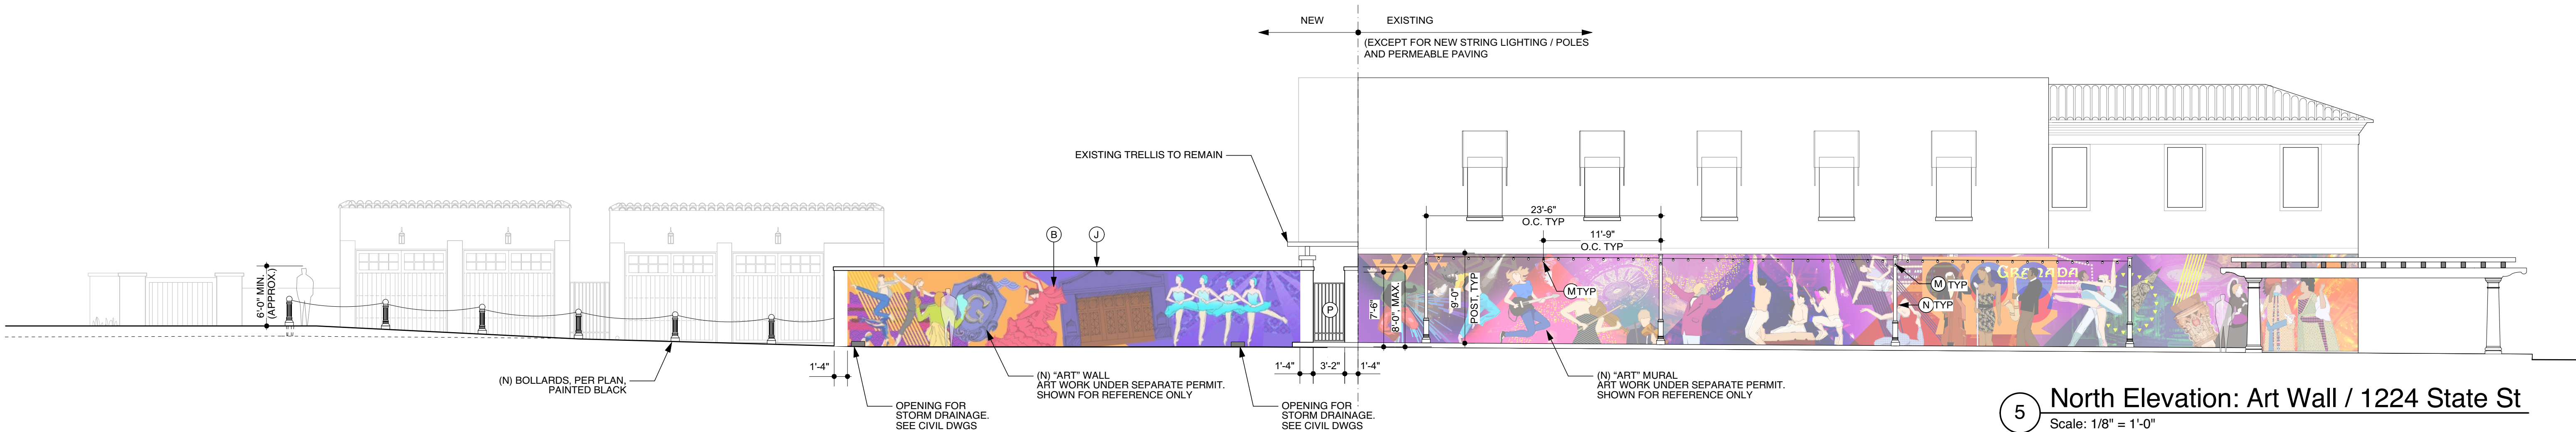 NEW
EXISTING
(EXCEPT FOR NEW STRING LIGHTING / POLES
AND PERMEABLE PAVING
EXISTING TRELLIS TO REMAIN
23'-6"
O.C. TYP
11'-9"
O.C. TYP
B
J
6'-0" MIN.
(APPROX.)
7'-6"
8'-0", MAX.
9'-0"
POST, TYP
P
M TYP
M TYP
N TYP
G
GRANADA
(N) BOLLARDS, PER PLAN,
PAINTED BLACK
1'-4"
OPENING FOR
STORM DRAINAGE.
SEE CIVIL DWGS
(N) “ART” WALL
ART WORK UNDER SEPARATE PERMIT.
SHOWN FOR REFERENCE ONLY
1'-4"
3'-2"
1'-4"
OPENING FOR
STORM DRAINAGE.
SEE CIVIL DWGS
(N) “ART” MURAL
ART WORK UNDER SEPARATE PERMIT.
SHOWN FOR REFERENCE ONLY
5
North Elevation: Art Wall / 1224 State St
Scale: 1/8" = 1'-0"